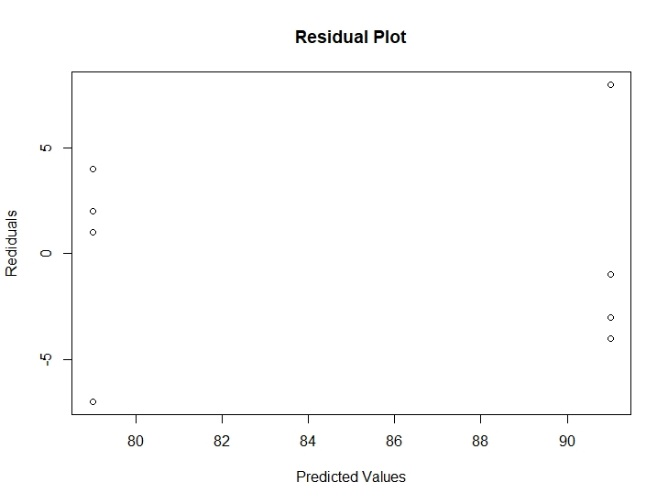 Residual Plot
Rediduals
5
0
-5
80 82 84 86 88 90
Predicted Values